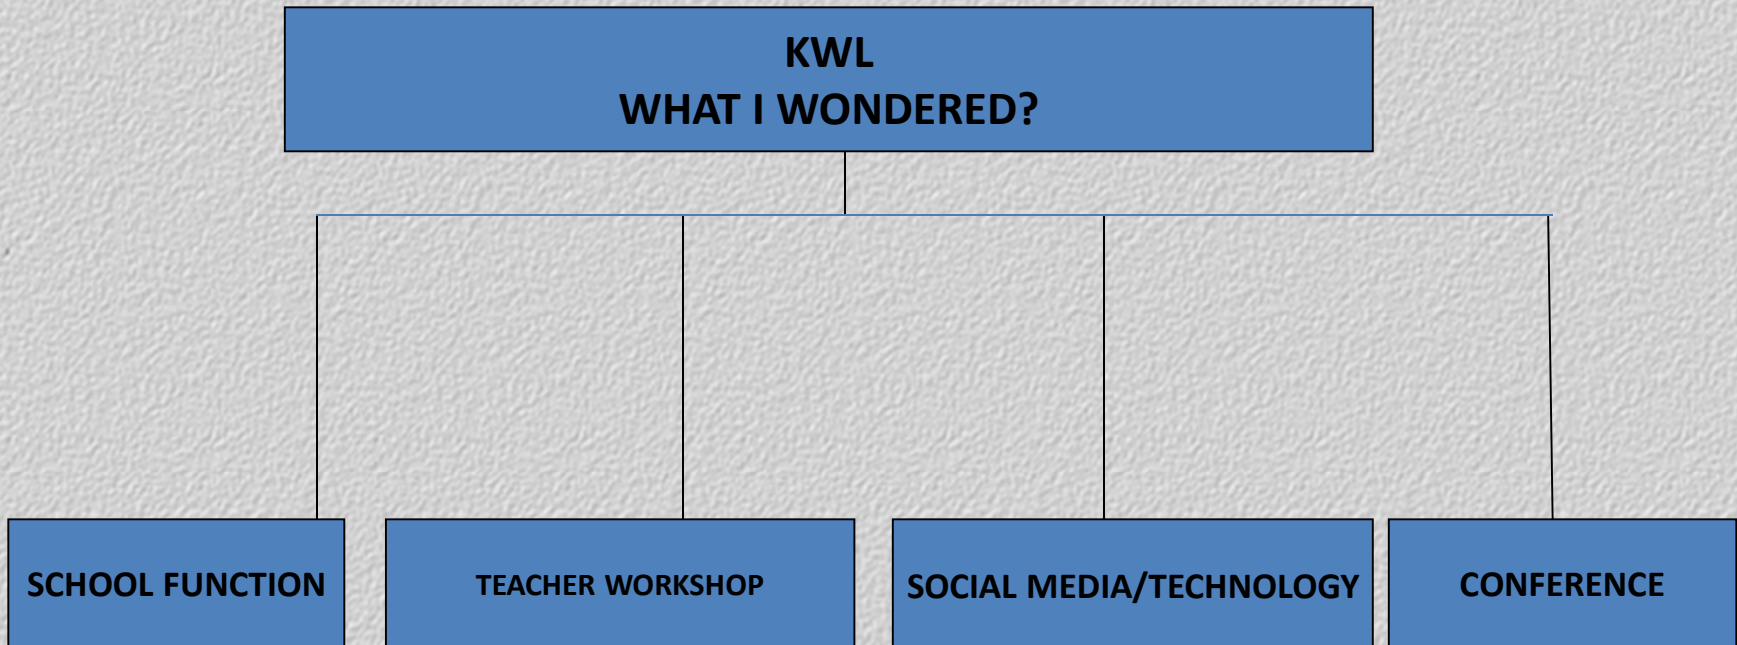 KWL
WHAT I WONDERED?
SCHOOL FUNCTION
TEACHER WORKSHOP
SOCIAL MEDIA/TECHNOLOGY
CONFERENCE